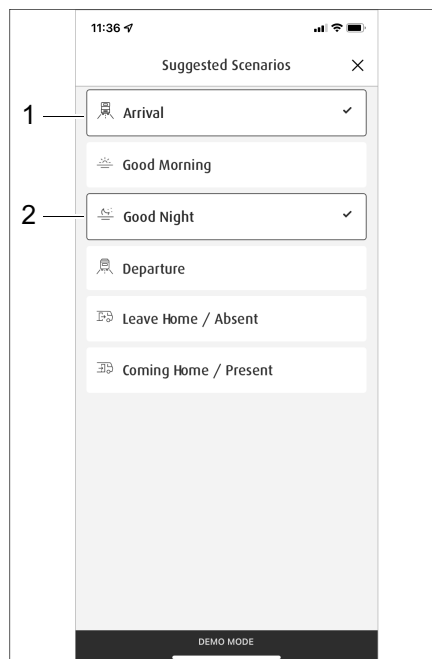 11:36
Suggested Scenarios
1 Arrival
Good Morning
2 Good Night
Departure
Leave Home / Absent
Coming Home / Present
DEMO MODE